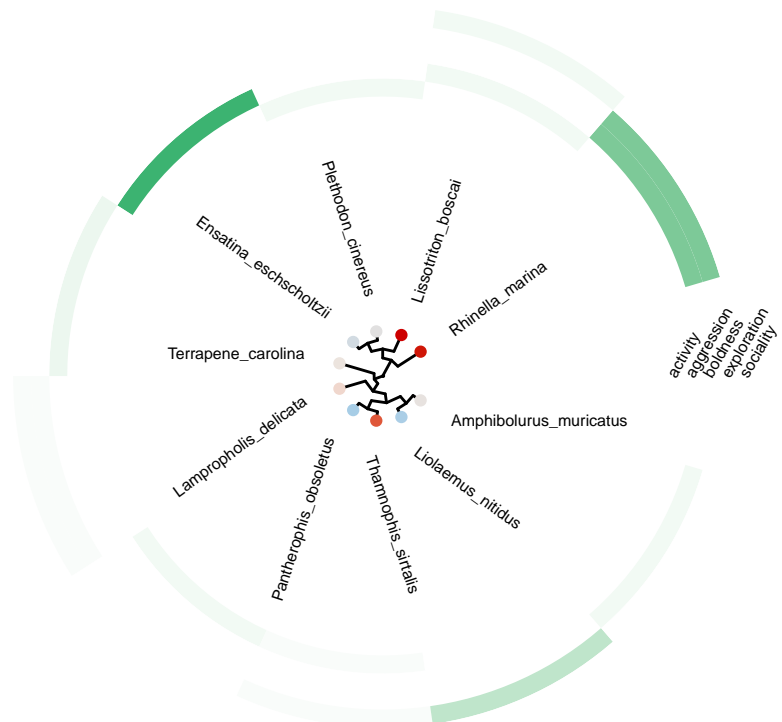 Plethodon_cinereus
Lissotriton_boscai
Ensatina_eschscholtzii
Rhinella_marina
Terrapene_carolina
activity
aggression
boldness
exploration
sociality
Lampropholis_delicata
Amphibolurus_muricatus
Pantherophis_obsoletus
Thamnophis_sirtalis
Liolaemus_nitidus